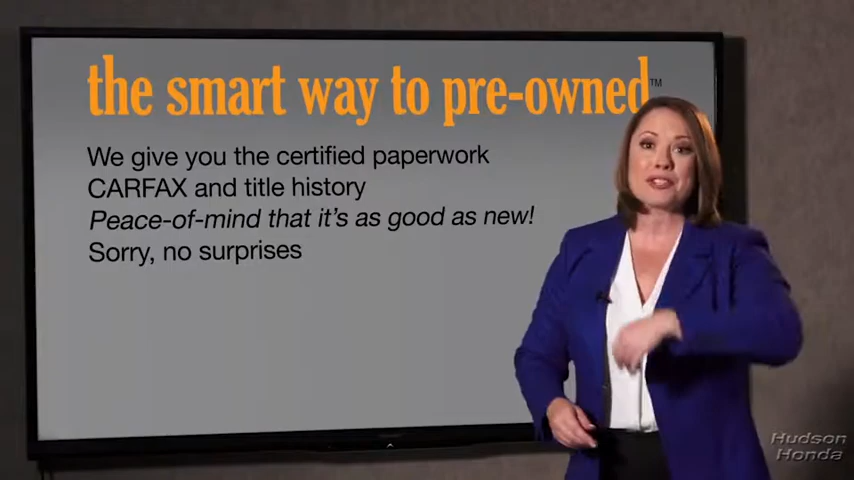 the smart way to pre-owned™
We give you the certified paperwork
CARFAX and title history
Peace-of-mind that it's as good as new!
Sorry, no surprises
Hudson
Honda